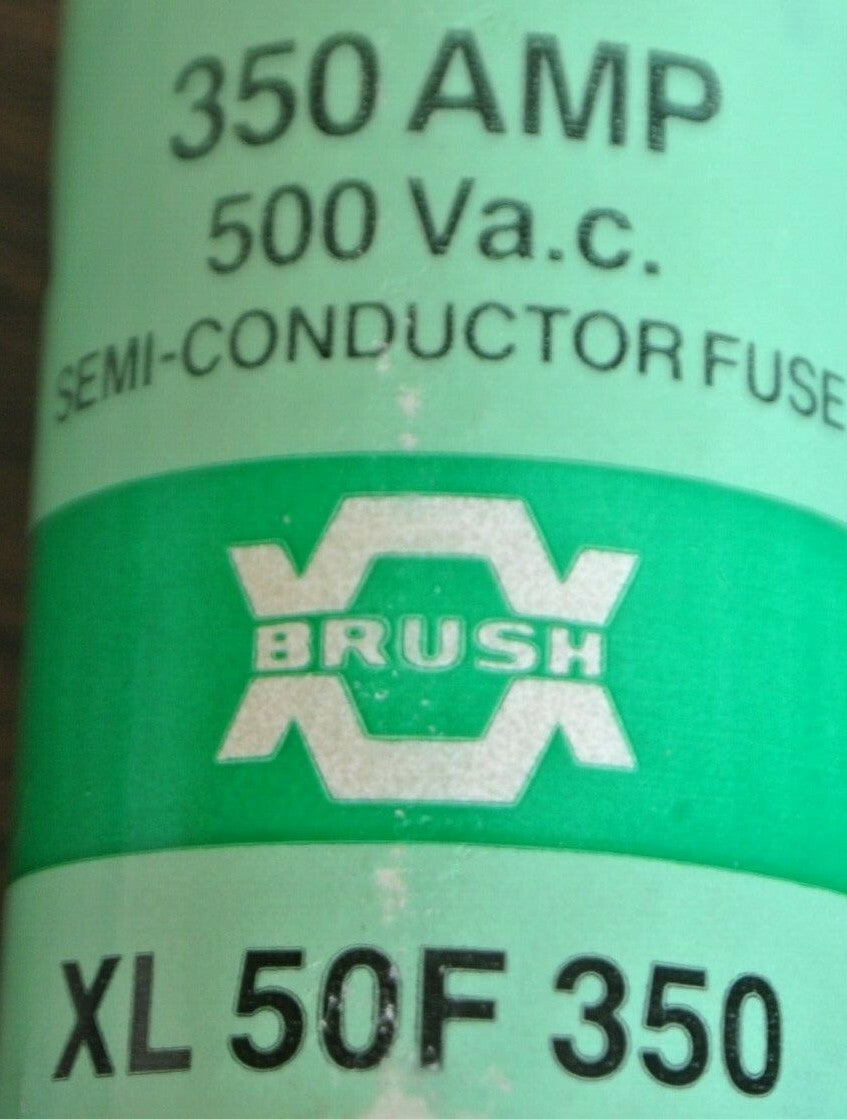 350 AMP
500 Va.c.
SEMI-CONDUCTOR FUSE
BRUSH
XL 50F 350